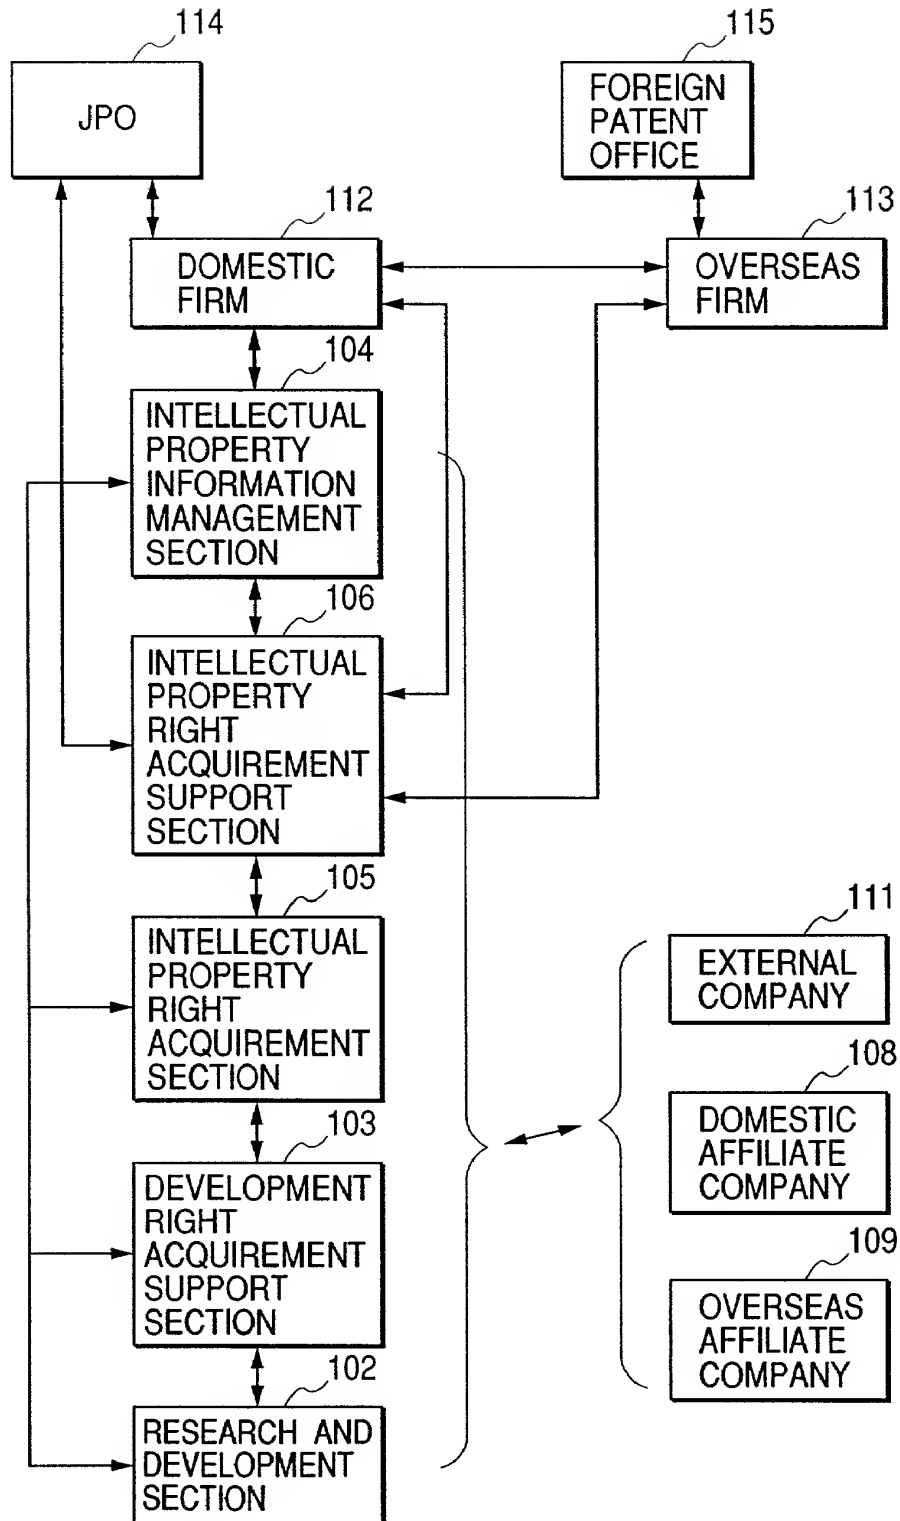 114
JPO
115
FOREIGN
PATENT
OFFICE
112
DOMESTIC
FIRM
113
OVERSEAS
FIRM
104
INTELLECTUAL
PROPERTY
INFORMATION
MANAGEMENT
SECTION
106
INTELLECTUAL
PROPERTY
RIGHT
ACQUIREMENT
SUPPORT
SECTION
105
INTELLECTUAL
PROPERTY
RIGHT
ACQUIREMENT
SECTION
111
EXTERNAL
COMPANY
108
DOMESTIC
AFFILIATE
COMPANY
103
DEVELOPMENT
RIGHT
ACQUIREMENT
SUPPORT
SECTION
109
OVERSEAS
AFFILIATE
COMPANY
102
RESEARCH AND
DEVELOPMENT
SECTION